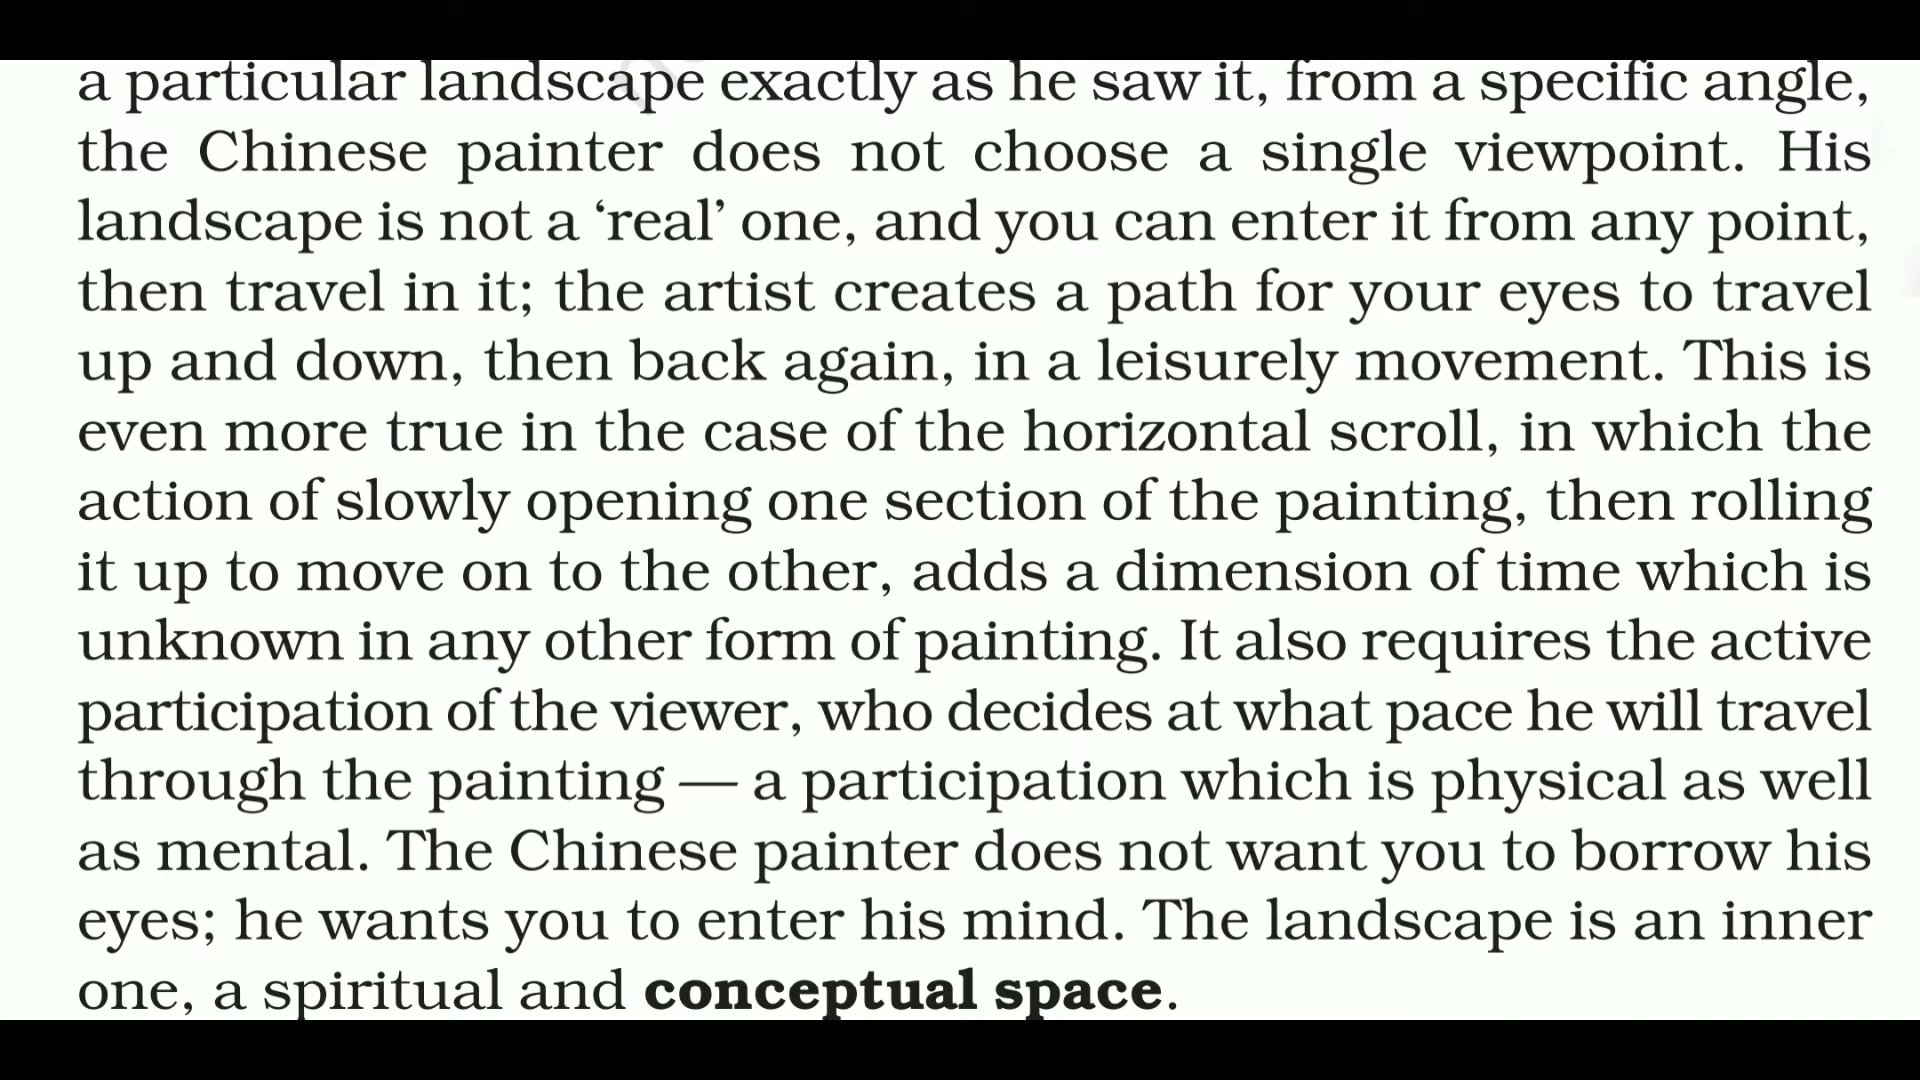 a particular landscape exactly as he saw it, from a specific angle,
the Chinese painter does not choose a single viewpoint. His
landscape is not a ‘real’ one, and you can enter it from any point,
then travel in it; the artist creates a path for your eyes to travel
up and down, then back again, in a leisurely movement. This is
even more true in the case of the horizontal scroll, in which the
action of slowly opening one section of the painting, then rolling
it up to move on to the other, adds a dimension of time which is
unknown in any other form of painting. It also requires the active
participation of the viewer, who decides at what pace he will travel
through the painting — a participation which is physical as well
as mental. The Chinese painter does not want you to borrow his
eyes; he wants you to enter his mind. The landscape is an inner
one, a spiritual and conceptual space.